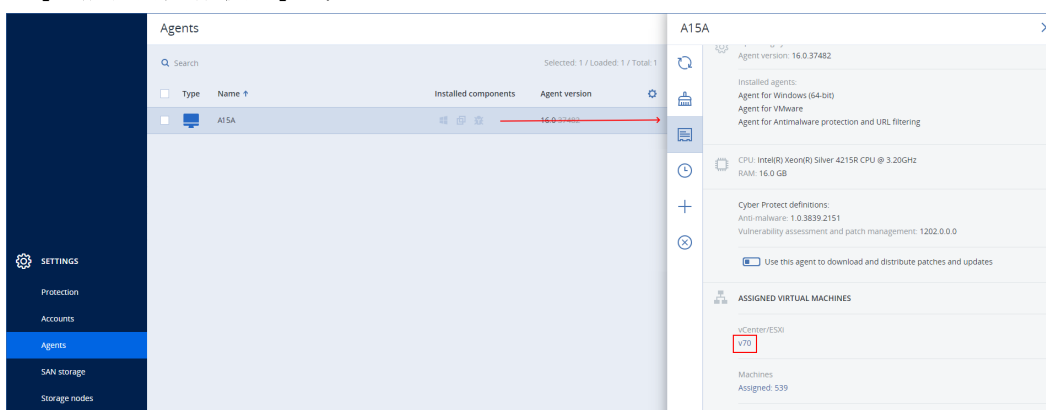 Agents
Search
Selected: 1 / Loaded: 1 / Total: 1
Type Name ↑ Installed components Agent version
A15A 16.0.37482
SETTINGS
Protection
Accounts
Agents
SAN storage
Storage nodes
A15A
Agent version: 16.0.37482
Installed agents:
Agent for Windows (64-bit)
Agent for VMware
Agent for Antimalware protection and URL filtering
CPU: Intel(R) Xeon(R) Silver 4215R CPU @ 3.20GHz
RAM: 16.0 GB
Cyber Protect definitions:
Anti-malware: 1.0.3839.2151
Vulnerability assessment and patch management: 1202.0.0.0
Use this agent to download and distribute patches and updates
ASSIGNED VIRTUAL MACHINES
vCenter/ESXi
v70
Machines
Assigned: 539